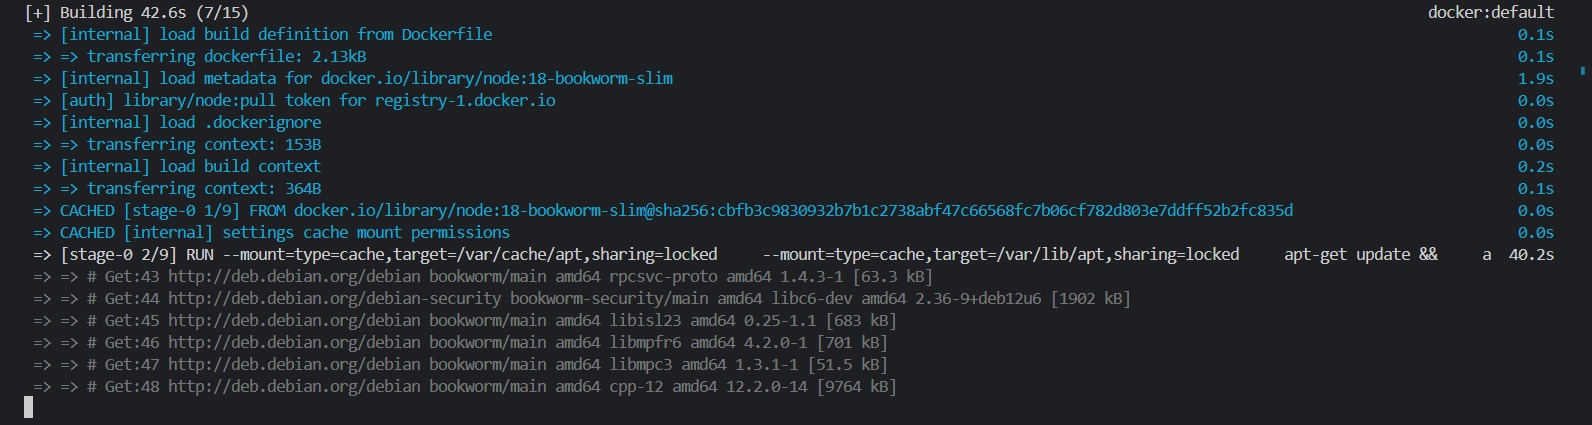 [+] Building 42.6s (7/15) docker:default
=> [internal] load build definition from Dockerfile 0.1s
=> => transferring dockerfile: 2.13kB 0.1s
=> [internal] load metadata for docker.io/library/node:18-bookworm-slim 1.9s
=> [auth] library/node:pull token for registry-1.docker.io 0.0s
=> [internal] load .dockerignore 0.0s
=> => transferring context: 153B 0.0s
=> [internal] load build context 0.2s
=> => transferring context: 364B 0.1s
=> CACHED [stage-0 1/9] FROM docker.io/library/node:18-bookworm-slim@sha256:cbfb3c9830932b7b1c2738abf47c66568fc7b06cf782d803e7ddff52b2fc835d 0.0s
=> CACHED [internal] settings cache mount permissions 0.0s
=> [stage-0 2/9] RUN --mount=type=cache,target=/var/cache/apt,sharing=locked     --mount=type=cache,target=/var/lib/apt,sharing=locked     apt-get update &&     a 40.2s
=> => # Get:43 http://deb.debian.org/debian bookworm/main amd64 rpcsvc-proto amd64 1.4.3-1 [63.3 kB]
=> => # Get:44 http://deb.debian.org/debian-security bookworm-security/main amd64 libc6-dev amd64 2.36-9+deb12u6 [1902 kB]
=> => # Get:45 http://deb.debian.org/debian bookworm/main amd64 libisl23 amd64 0.25-1.1 [683 kB]
=> => # Get:46 http://deb.debian.org/debian bookworm/main amd64 libmpfr6 amd64 4.2.0-1 [701 kB]
=> => # Get:47 http://deb.debian.org/debian bookworm/main amd64 libmpc3 amd64 1.3.1-1 [51.5 kB]
=> => # Get:48 http://deb.debian.org/debian bookworm/main amd64 cpp-12 amd64 12.2.0-14 [9764 kB]